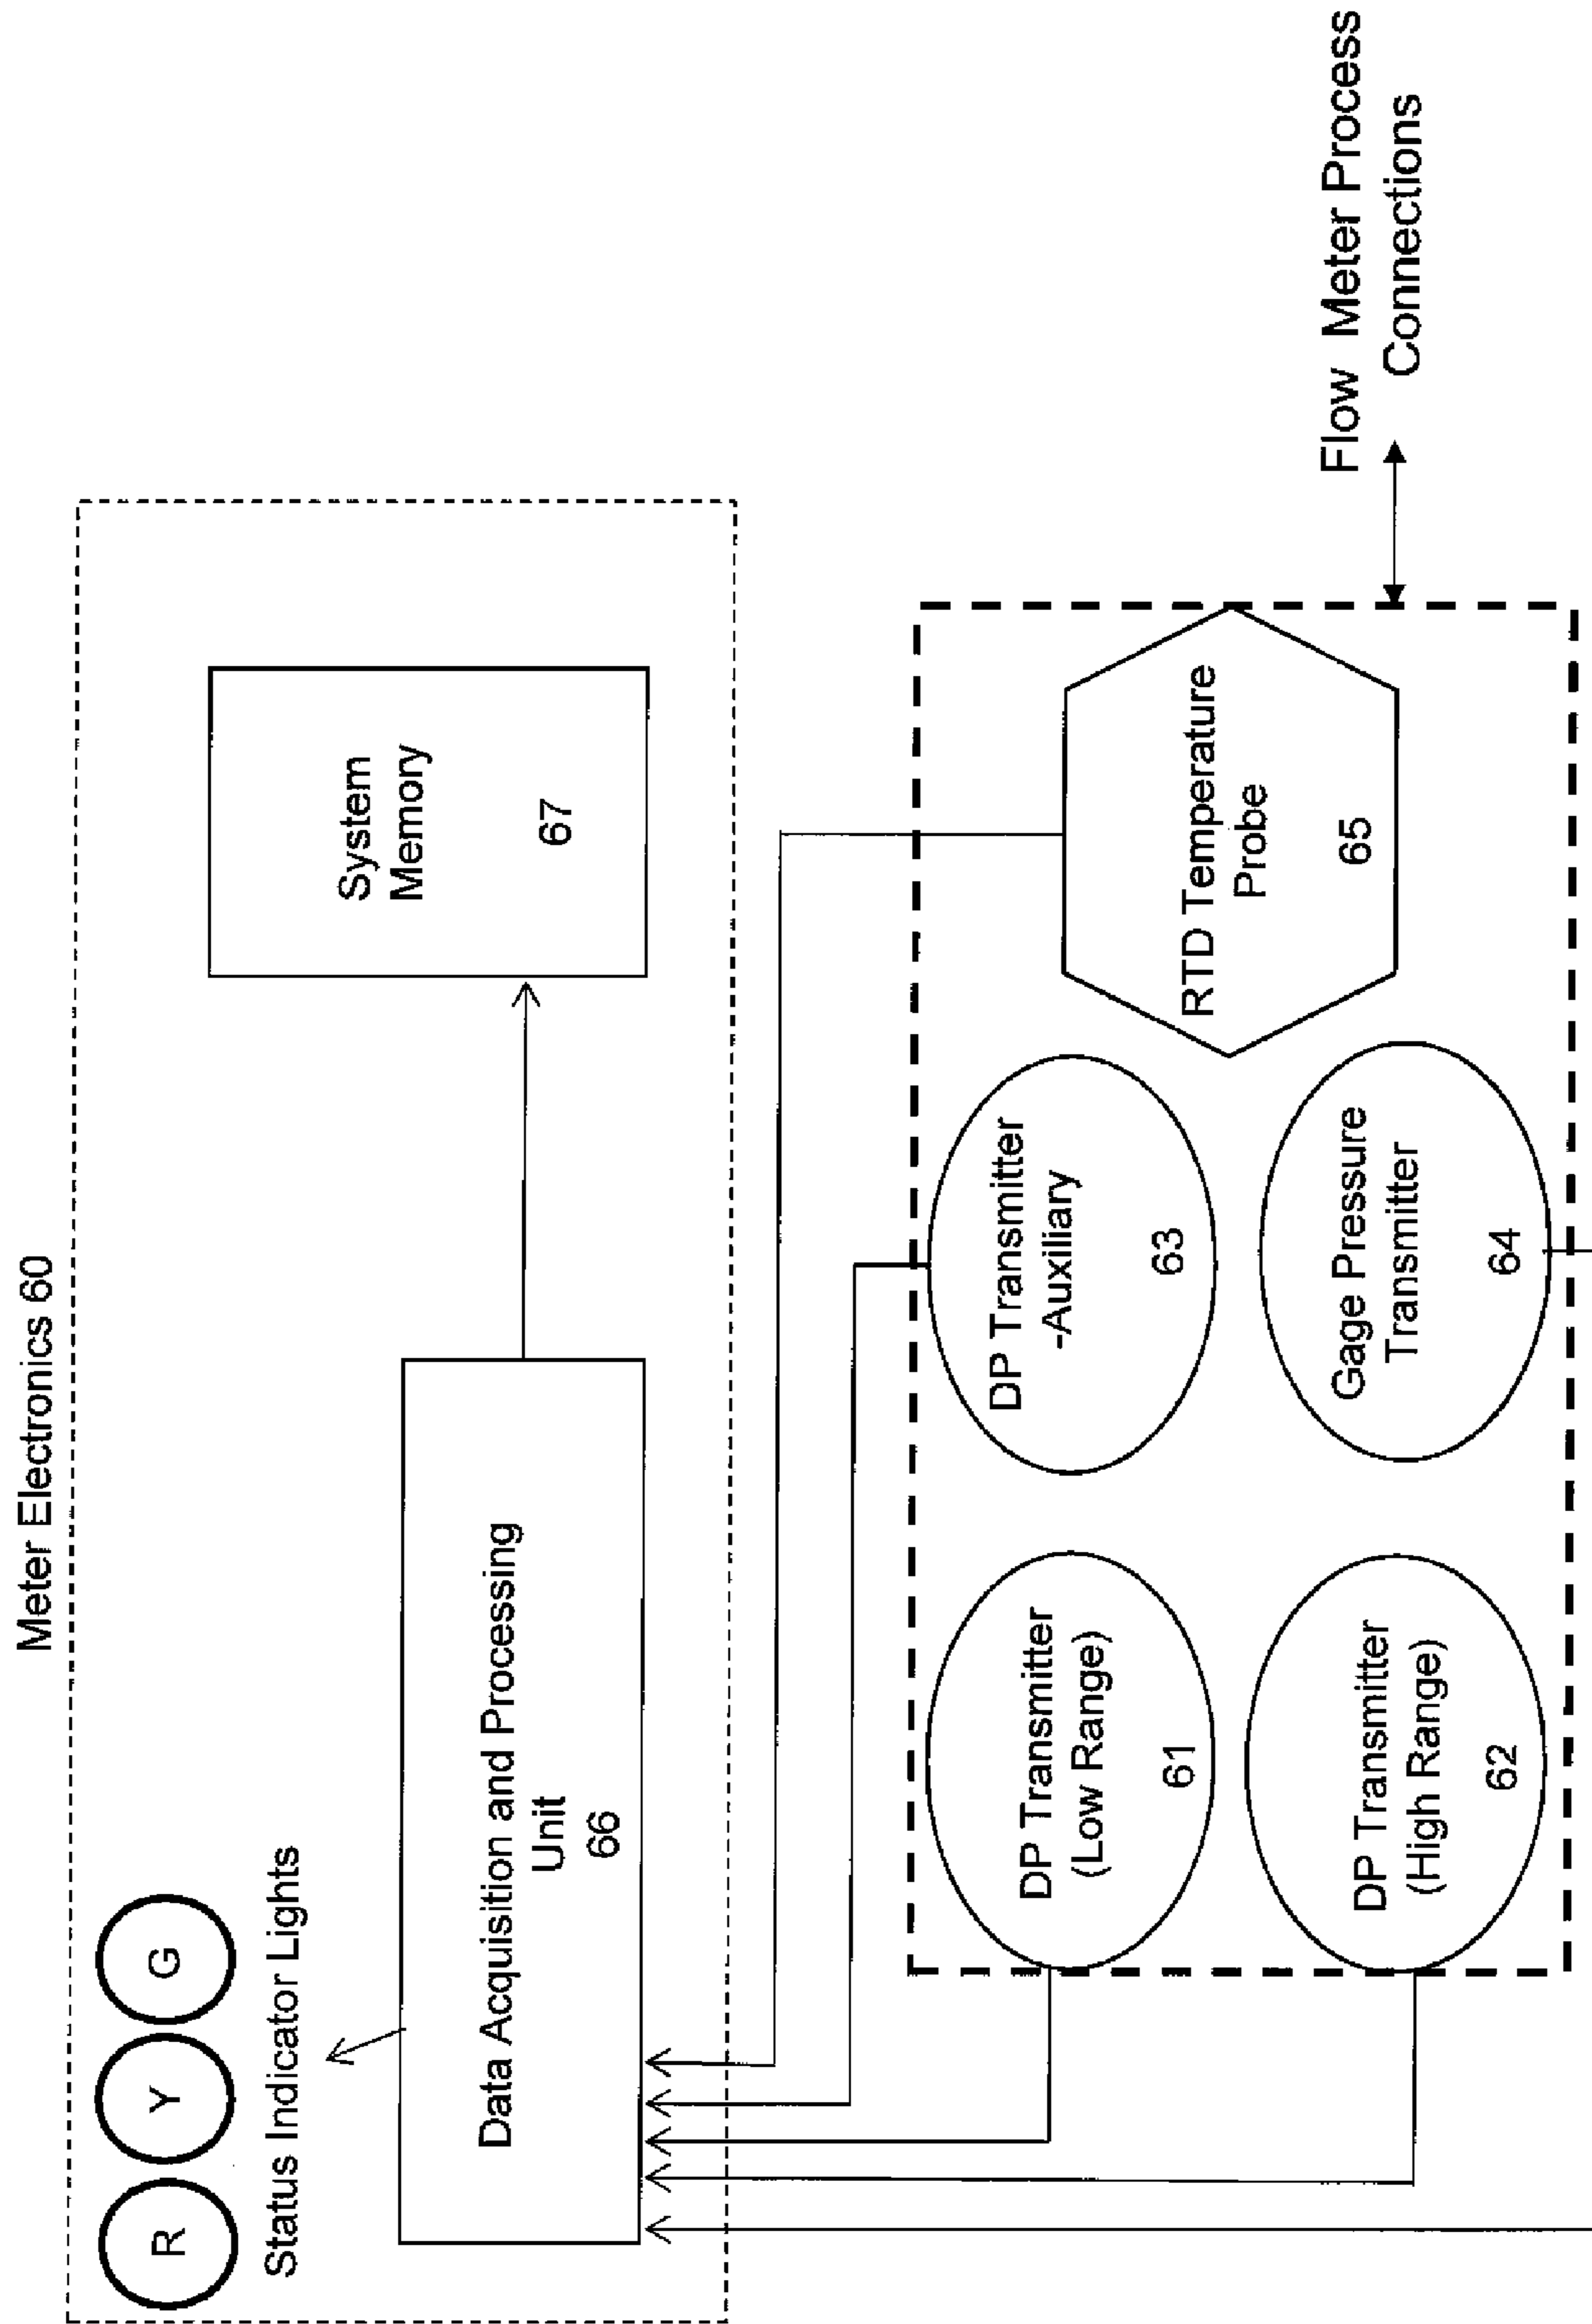 Meter Electronics 60
R Y G
Status Indicator Lights
Data Acquisition and Processing
Unit
66
System
Memory
67
DP Transmitter
(Low Range)
61
DP Transmitter
-Auxiliary
63
RTD Temperature
Probe
65
DP Transmitter
(High Range)
62
Gage Pressure
Transmitter
64
Flow Meter Process
Connections